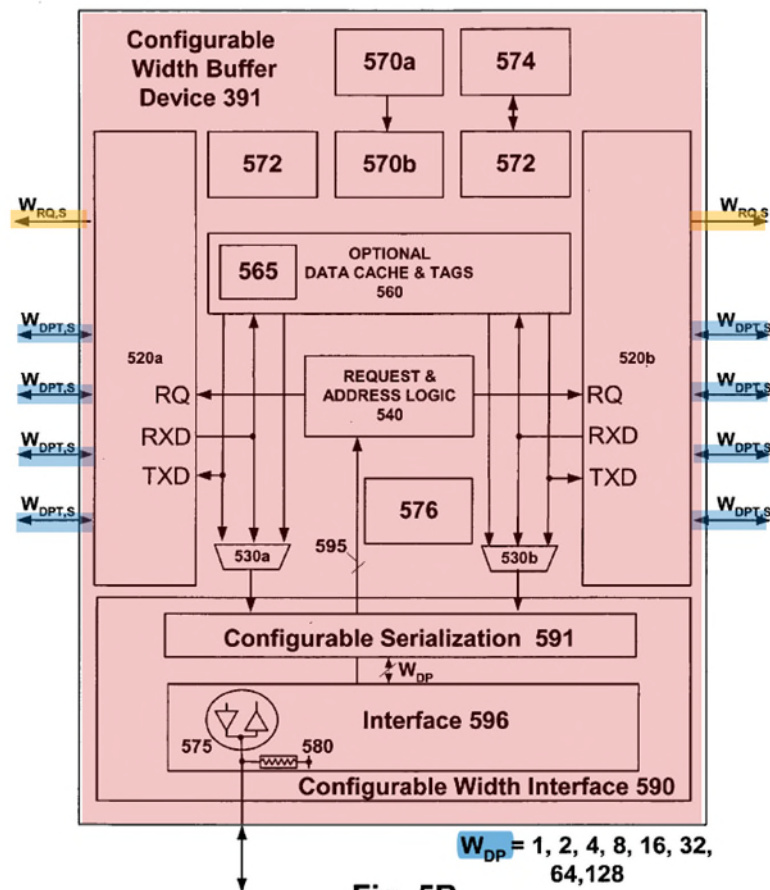 Configurable
Width Buffer
Device 391
570a
574
572
570b
572
W_RQ,S
W_RQ,S
565
OPTIONAL
DATA CACHE & TAGS
560
W_DPT,S
W_DPT,S
520a
520b
W_DPT,S
W_DPT,S
REQUEST &
ADDRESS LOGIC
540
RQ
RQ
RXD
RXD
W_DPT,S
W_DPT,S
TXD
TXD
576
W_DPT,S
W_DPT,S
530a
595
530b
Configurable Serialization 591
W_DP
Interface 596
575
580
Configurable Width Interface 590
W_DP = 1, 2, 4, 8, 16, 32,
64,128